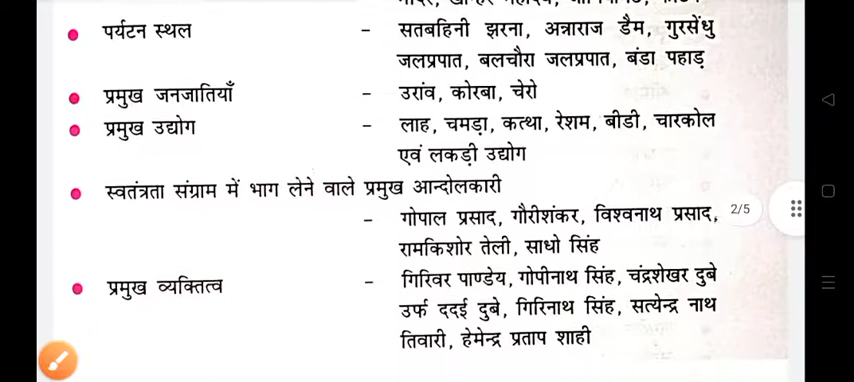 पर्यटन स्थल - सतबहिनी झरना, अन्नाराज डैम, गुरसेंधु
जलप्रपात, बलचौरा जलप्रपात, बंडा पहाड़
प्रमुख जनजातियाँ - उरांव, कोरबा, चेरो
प्रमुख उद्योग - लाह, चमड़ा, कत्था, रेशम, बीडी, चारकोल
एवं लकड़ी उद्योग
स्वतंत्रता संग्राम में भाग लेने वाले प्रमुख आन्दोलकारी
- गोपाल प्रसाद, गौरीशंकर, विश्वनाथ प्रसाद,
रामकिशोर तेली, साधो सिंह
2/5
प्रमुख व्यक्तित्व - गिरिवर पाण्डेय, गोपीनाथ सिंह, चंद्रशेखर दुबे
उर्फ ददई दुबे, गिरिनाथ सिंह, सत्येन्द्र नाथ
तिवारी, हेमेन्द्र प्रताप शाही